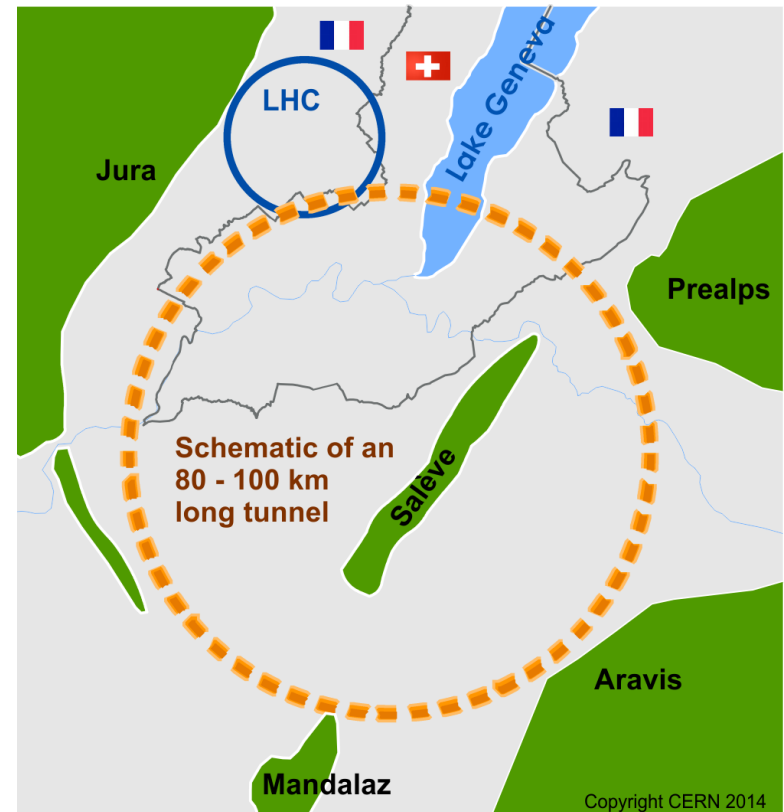 LHC
Lake Geneva
Jura
Prealps
Schematic of an
80 - 100 km
long tunnel
Salève
Aravis
Mandalaz
Copyright CERN 2014